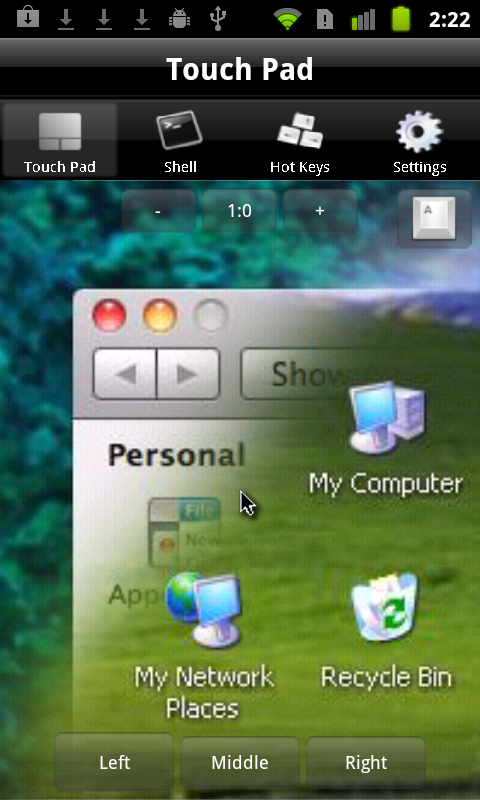 2:22
Touch Pad
Touch Pad
Shell
Hot Keys
Settings
-
1:0
+
A
Show
Personal
My Computer
File
New
App
My Network
Places
Recycle Bin
Left
Middle
Right